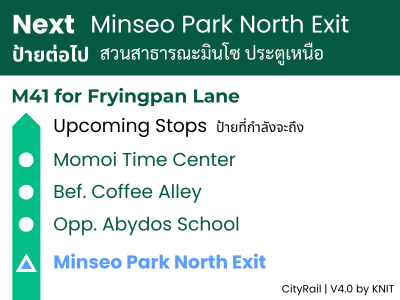 Next Minseo Park North Exit
ป้ายต่อไป สวนสาธารณะมินโซ ประตูเหนือ
M41 for Fryingpan Lane
Upcoming Stops ป้ายที่กำลังจะถึง
Momoi Time Center
Bef. Coffee Alley
Opp. Abydos School
Minseo Park North Exit
CityRail | V4.0 by KNIT